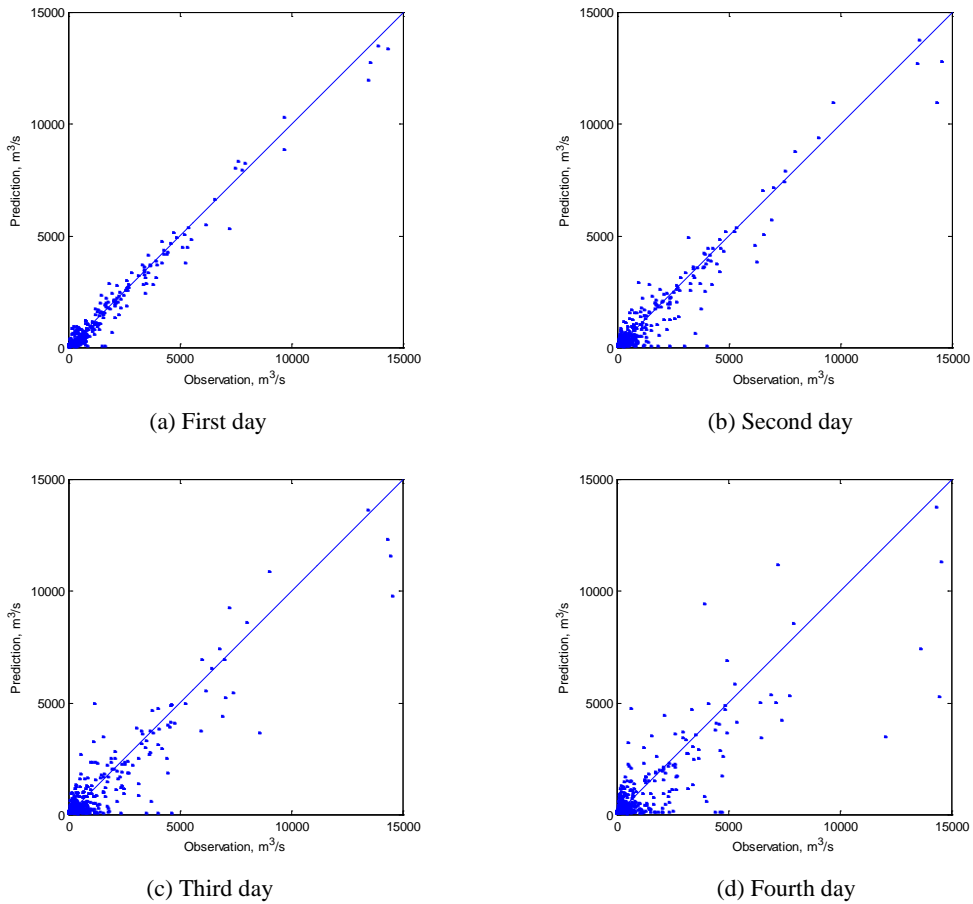 15000
10000
5000
0
Prediction, m³/s
0 5000 10000 15000
Observation, m³/s
(a) First day
15000
10000
5000
0
Prediction, m³/s
0 5000 10000 15000
Observation, m³/s
(b) Second day
15000
10000
5000
0
Prediction, m³/s
0 5000 10000 15000
Observation, m³/s
(c) Third day
15000
10000
5000
0
Prediction, m³/s
0 5000 10000 15000
Observation, m³/s
(d) Fourth day